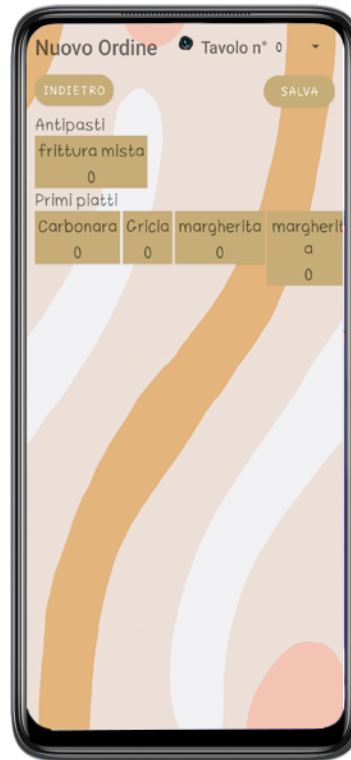 Nuovo Ordine Tavolo n° 0
INDIETRO SALVA
Antipasti
frittura mista
0
Primi piatti
Carbonara Gricia margherita margherit
a
0 0 0 0